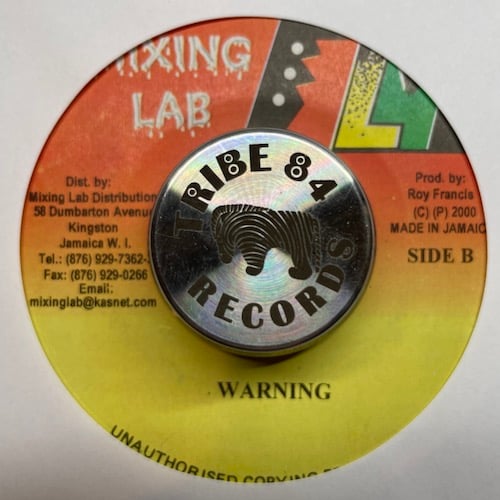 MIXING
LAB
Dist. by:
Mixing Lab Distribution
58 Dumbarton Avenue
Kingston
Jamaica W. I.
Tel.: (876) 929-7362-
Fax: (876) 929-0266
Email:
mixinglab@kasnet.com
TRIBE 84
RECORDS
Prod. by:
Roy Francis
(C) (P) 2000
MADE IN JAMAIC
SIDE B
WARNING
UNAUTHORISED COPYING